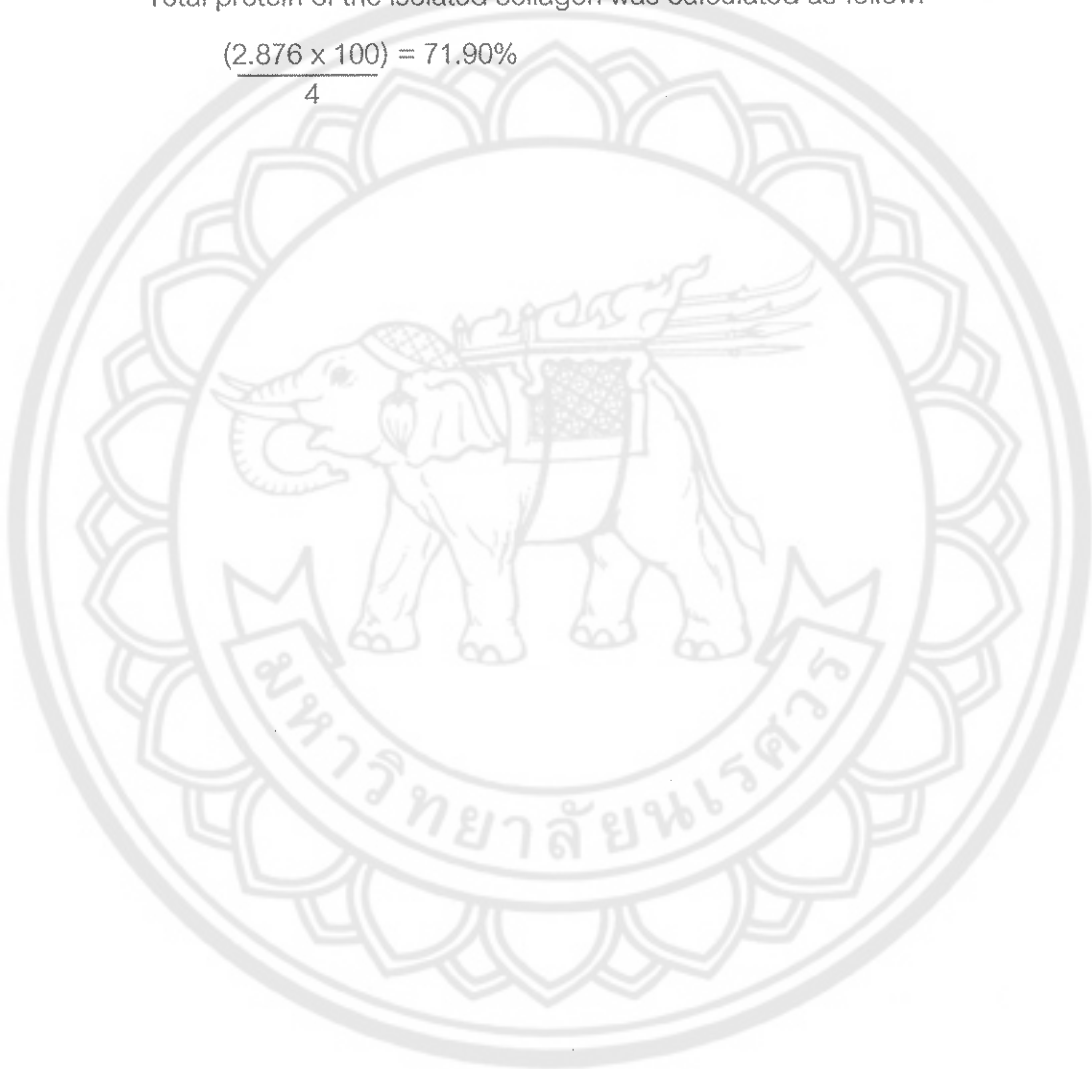 Total protein of the isolated collagen was calculated as follow:
(2.876 x 100) = 71.90%
4
มหาวิทยาลัยนเรศวร